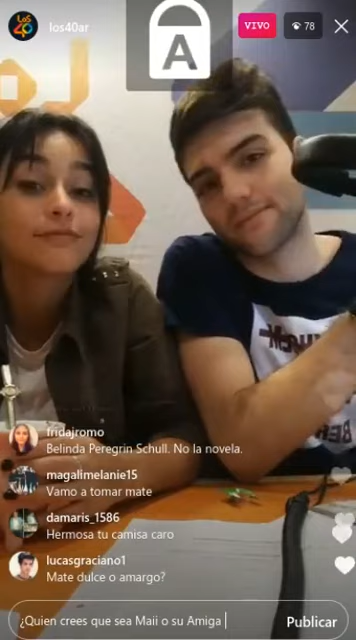 LOS
40
los40ar
VIVO
78
A
fridajromo
Belinda Peregrin Schull. No la novela.
magalimelanie15
Vamo a tomar mate
damaris_1586
Hermosa tu camisa caro
lucasgraciano1
Mate dulce o amargo?
¿Quien crees que sea Maii o su Amiga
Publicar